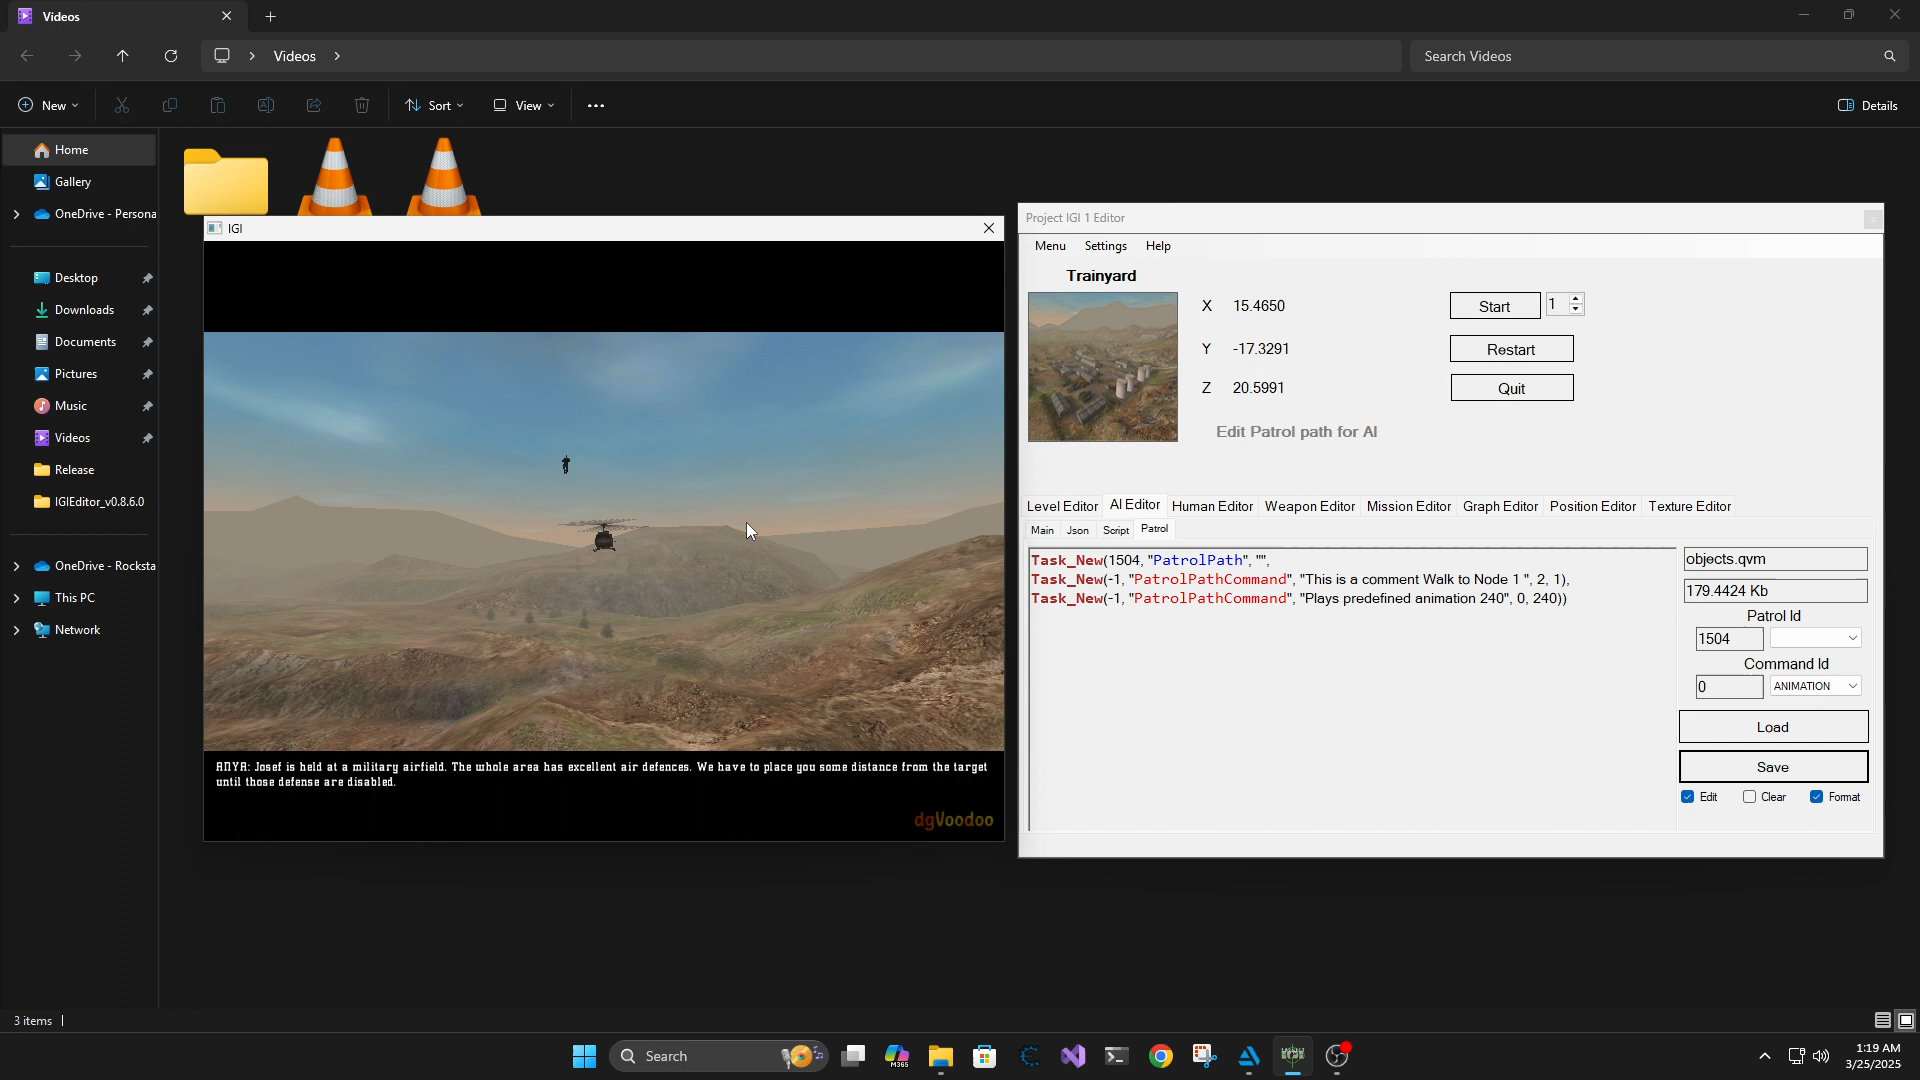 Videos
Videos
Search Videos
New
Sort
View
Details
Home
Gallery
OneDrive - Persona
Desktop
Downloads
Documents
Pictures
Music
Videos
Release
IGIEditor_v0.8.6.0
OneDrive - Rocksta
This PC
Network
3 items
IGI
ANYA: Josef is held at a military airfield. The whole area has excellent air defences. We have to place you some distance from the target
until those defense are disabled.
dgVoodoo
Project IGI 1 Editor
Menu Settings Help
Trainyard
X 15.4650
Start 1
Y -17.3291
Restart
Z 20.5991
Quit
Edit Patrol path for AI
Level Editor AI Editor Human Editor Weapon Editor Mission Editor Graph Editor Position Editor Texture Editor
Main Json Script Patrol
Task_New(1504, "PatrolPath", "",
Task_New(-1, "PatrolPathCommand", "This is a comment Walk to Node 1 ", 2, 1),
Task_New(-1, "PatrolPathCommand", "Plays predefined animation 240", 0, 240))
objects.qvm
179.4424 Kb
Patrol Id
1504
Command Id
0 ANIMATION
Load
Save
Edit Clear Format
Search
M365
1:19 AM
3/25/2025